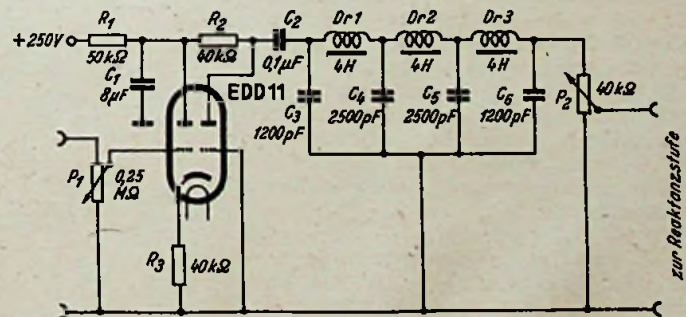 +250V
R₁
50kΩ
C₁
8µF
R₂
40kΩ
C₂
0,1µF
EDD11
Dr1
4H
Dr2
4H
Dr3
4H
C₃
1200pF
C₄
2500pF
C₅
2500pF
C₆
1200pF
P₂
40kΩ
P₁
0,25
MΩ
R₃
40kΩ
zur Reaktanzstufe